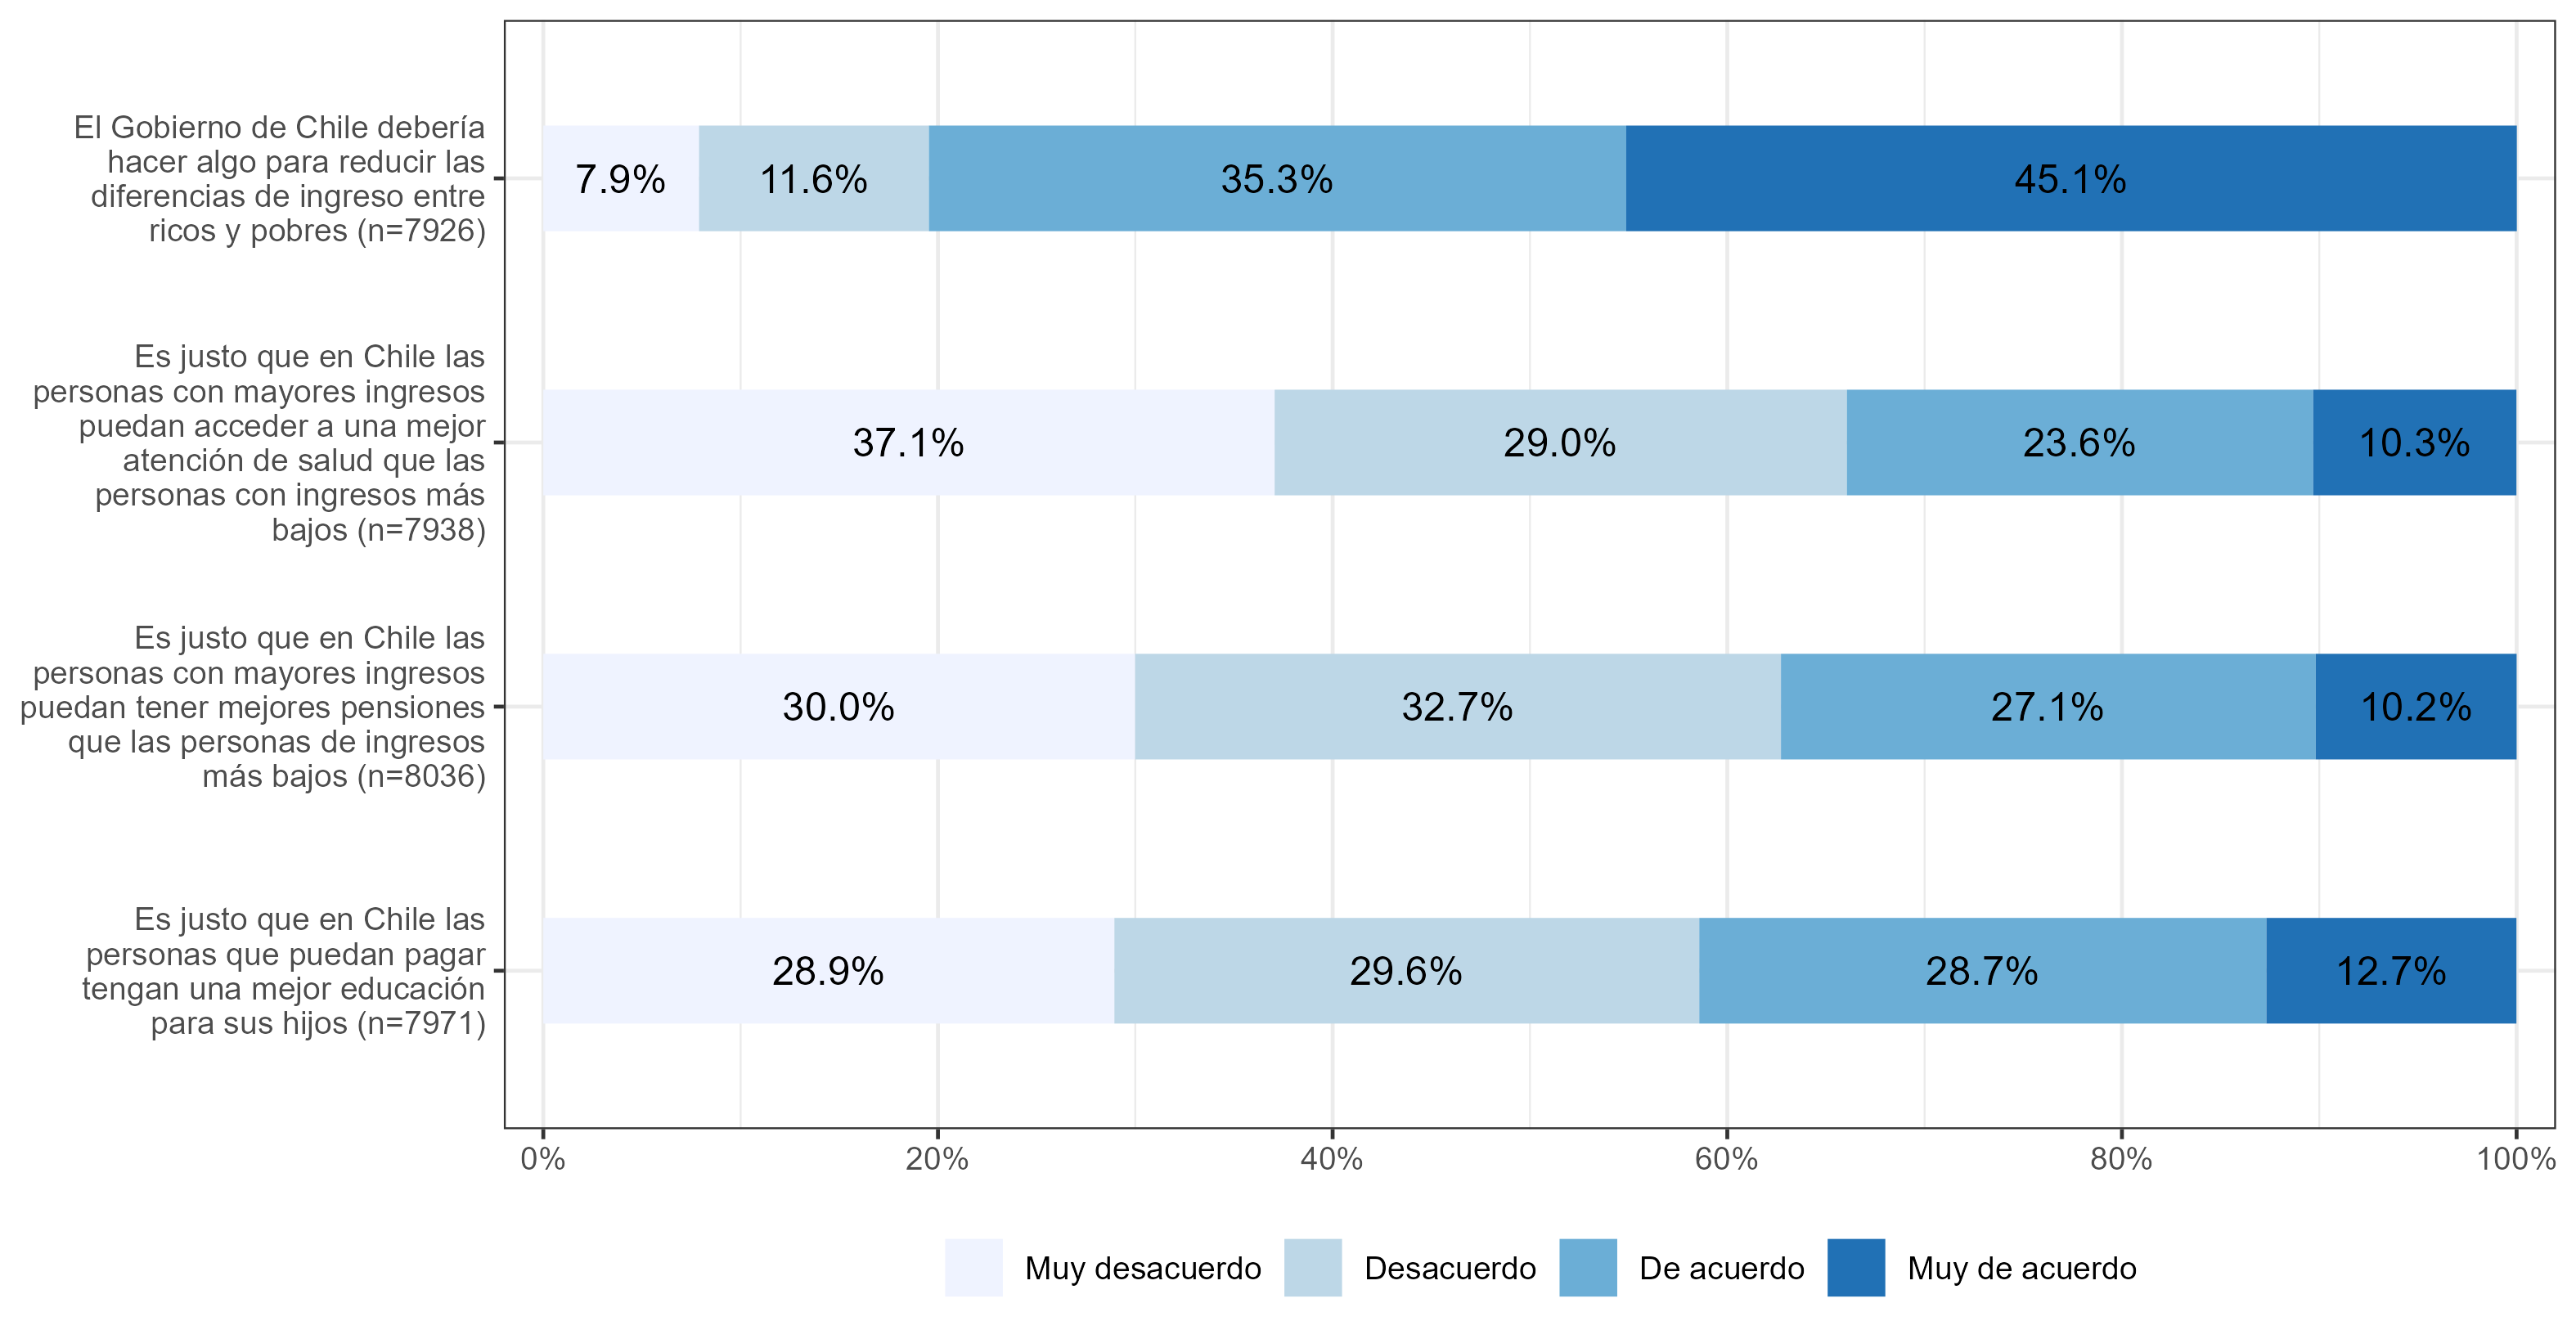 El Gobierno de Chile debería
hacer algo para reducir las
diferencias de ingreso entre
ricos y pobres (n=7926)
7.9%
11.6%
35.3%
45.1%
Es justo que en Chile las
personas con mayores ingresos
puedan acceder a una mejor
atención de salud que las
personas con ingresos más
bajos (n=7938)
37.1%
29.0%
23.6%
10.3%
Es justo que en Chile las
personas con mayores ingresos
puedan tener mejores pensiones
que las personas de ingresos
más bajos (n=8036)
30.0%
32.7%
27.1%
10.2%
Es justo que en Chile las
personas que puedan pagar
tengan una mejor educación
para sus hijos (n=7971)
28.9%
29.6%
28.7%
12.7%
0%
20%
40%
60%
80%
100%
Muy desacuerdo
Desacuerdo
De acuerdo
Muy de acuerdo